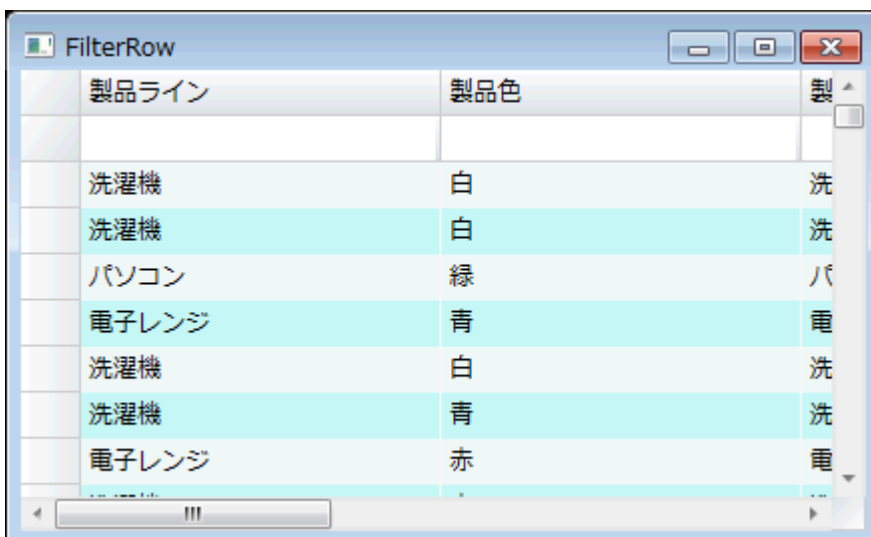 FilterRow
製品ライン 製品色 製
洗濯機 白 洗
洗濯機 白 洗
パソコン 緑 パ
電子レンジ 青 電
洗濯機 白 洗
洗濯機 青 洗
電子レンジ 赤 電